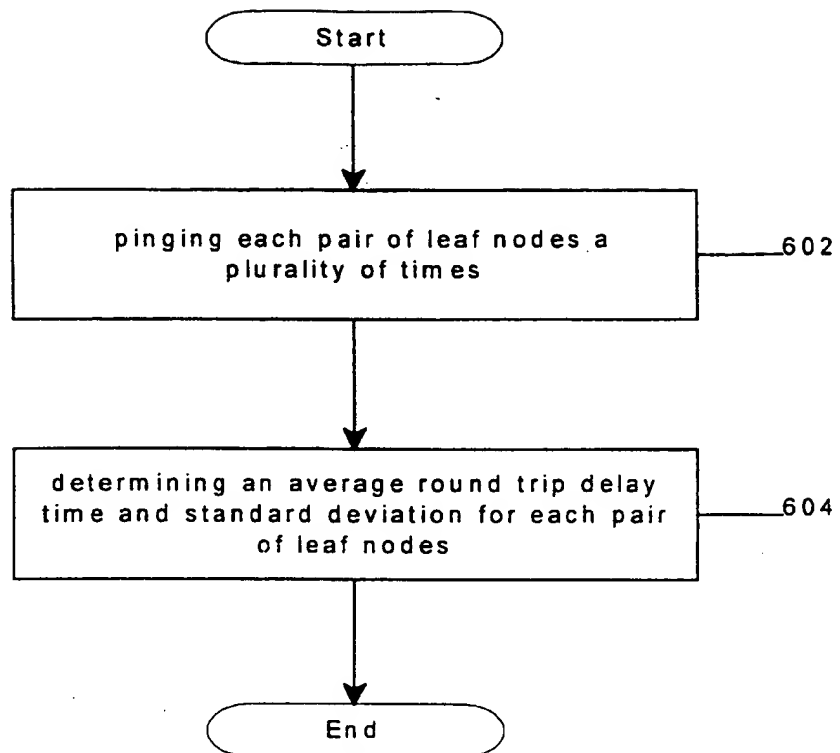 Start
pinging each pair of leaf nodes a
plurality of times
602
determining an average round trip delay
time and standard deviation for each pair
of leaf nodes
604
End